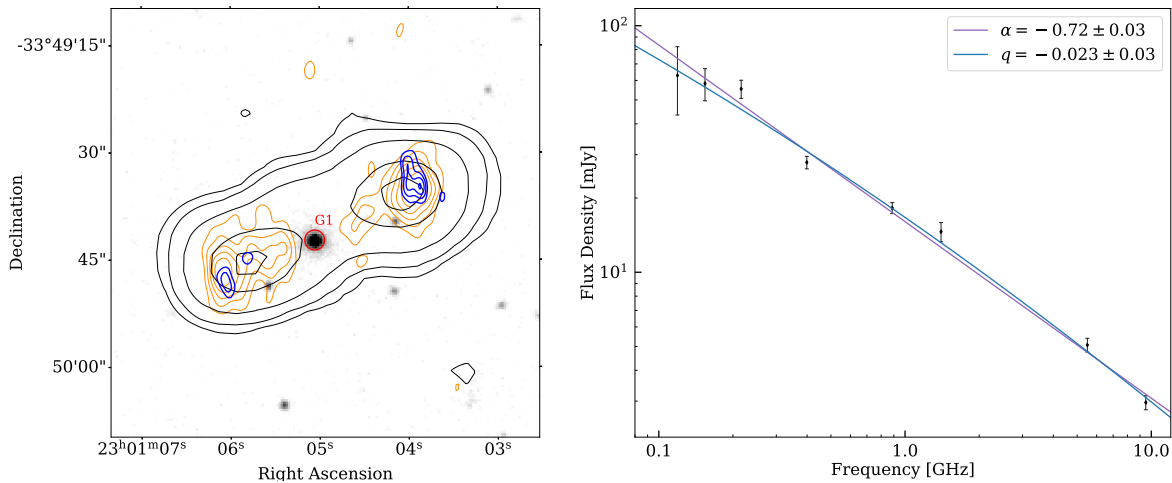 -33°49'15"
30"
45"
50'00"
Declination
G1
23ʰ01ᵐ07ˢ
06ˢ
05ˢ
04ˢ
03ˢ
Right Ascension
10²
10¹
Flux Density [mJy]
α = −0.72 ± 0.03
q = −0.023 ± 0.03
0.1
1.0
10.0
Frequency [GHz]